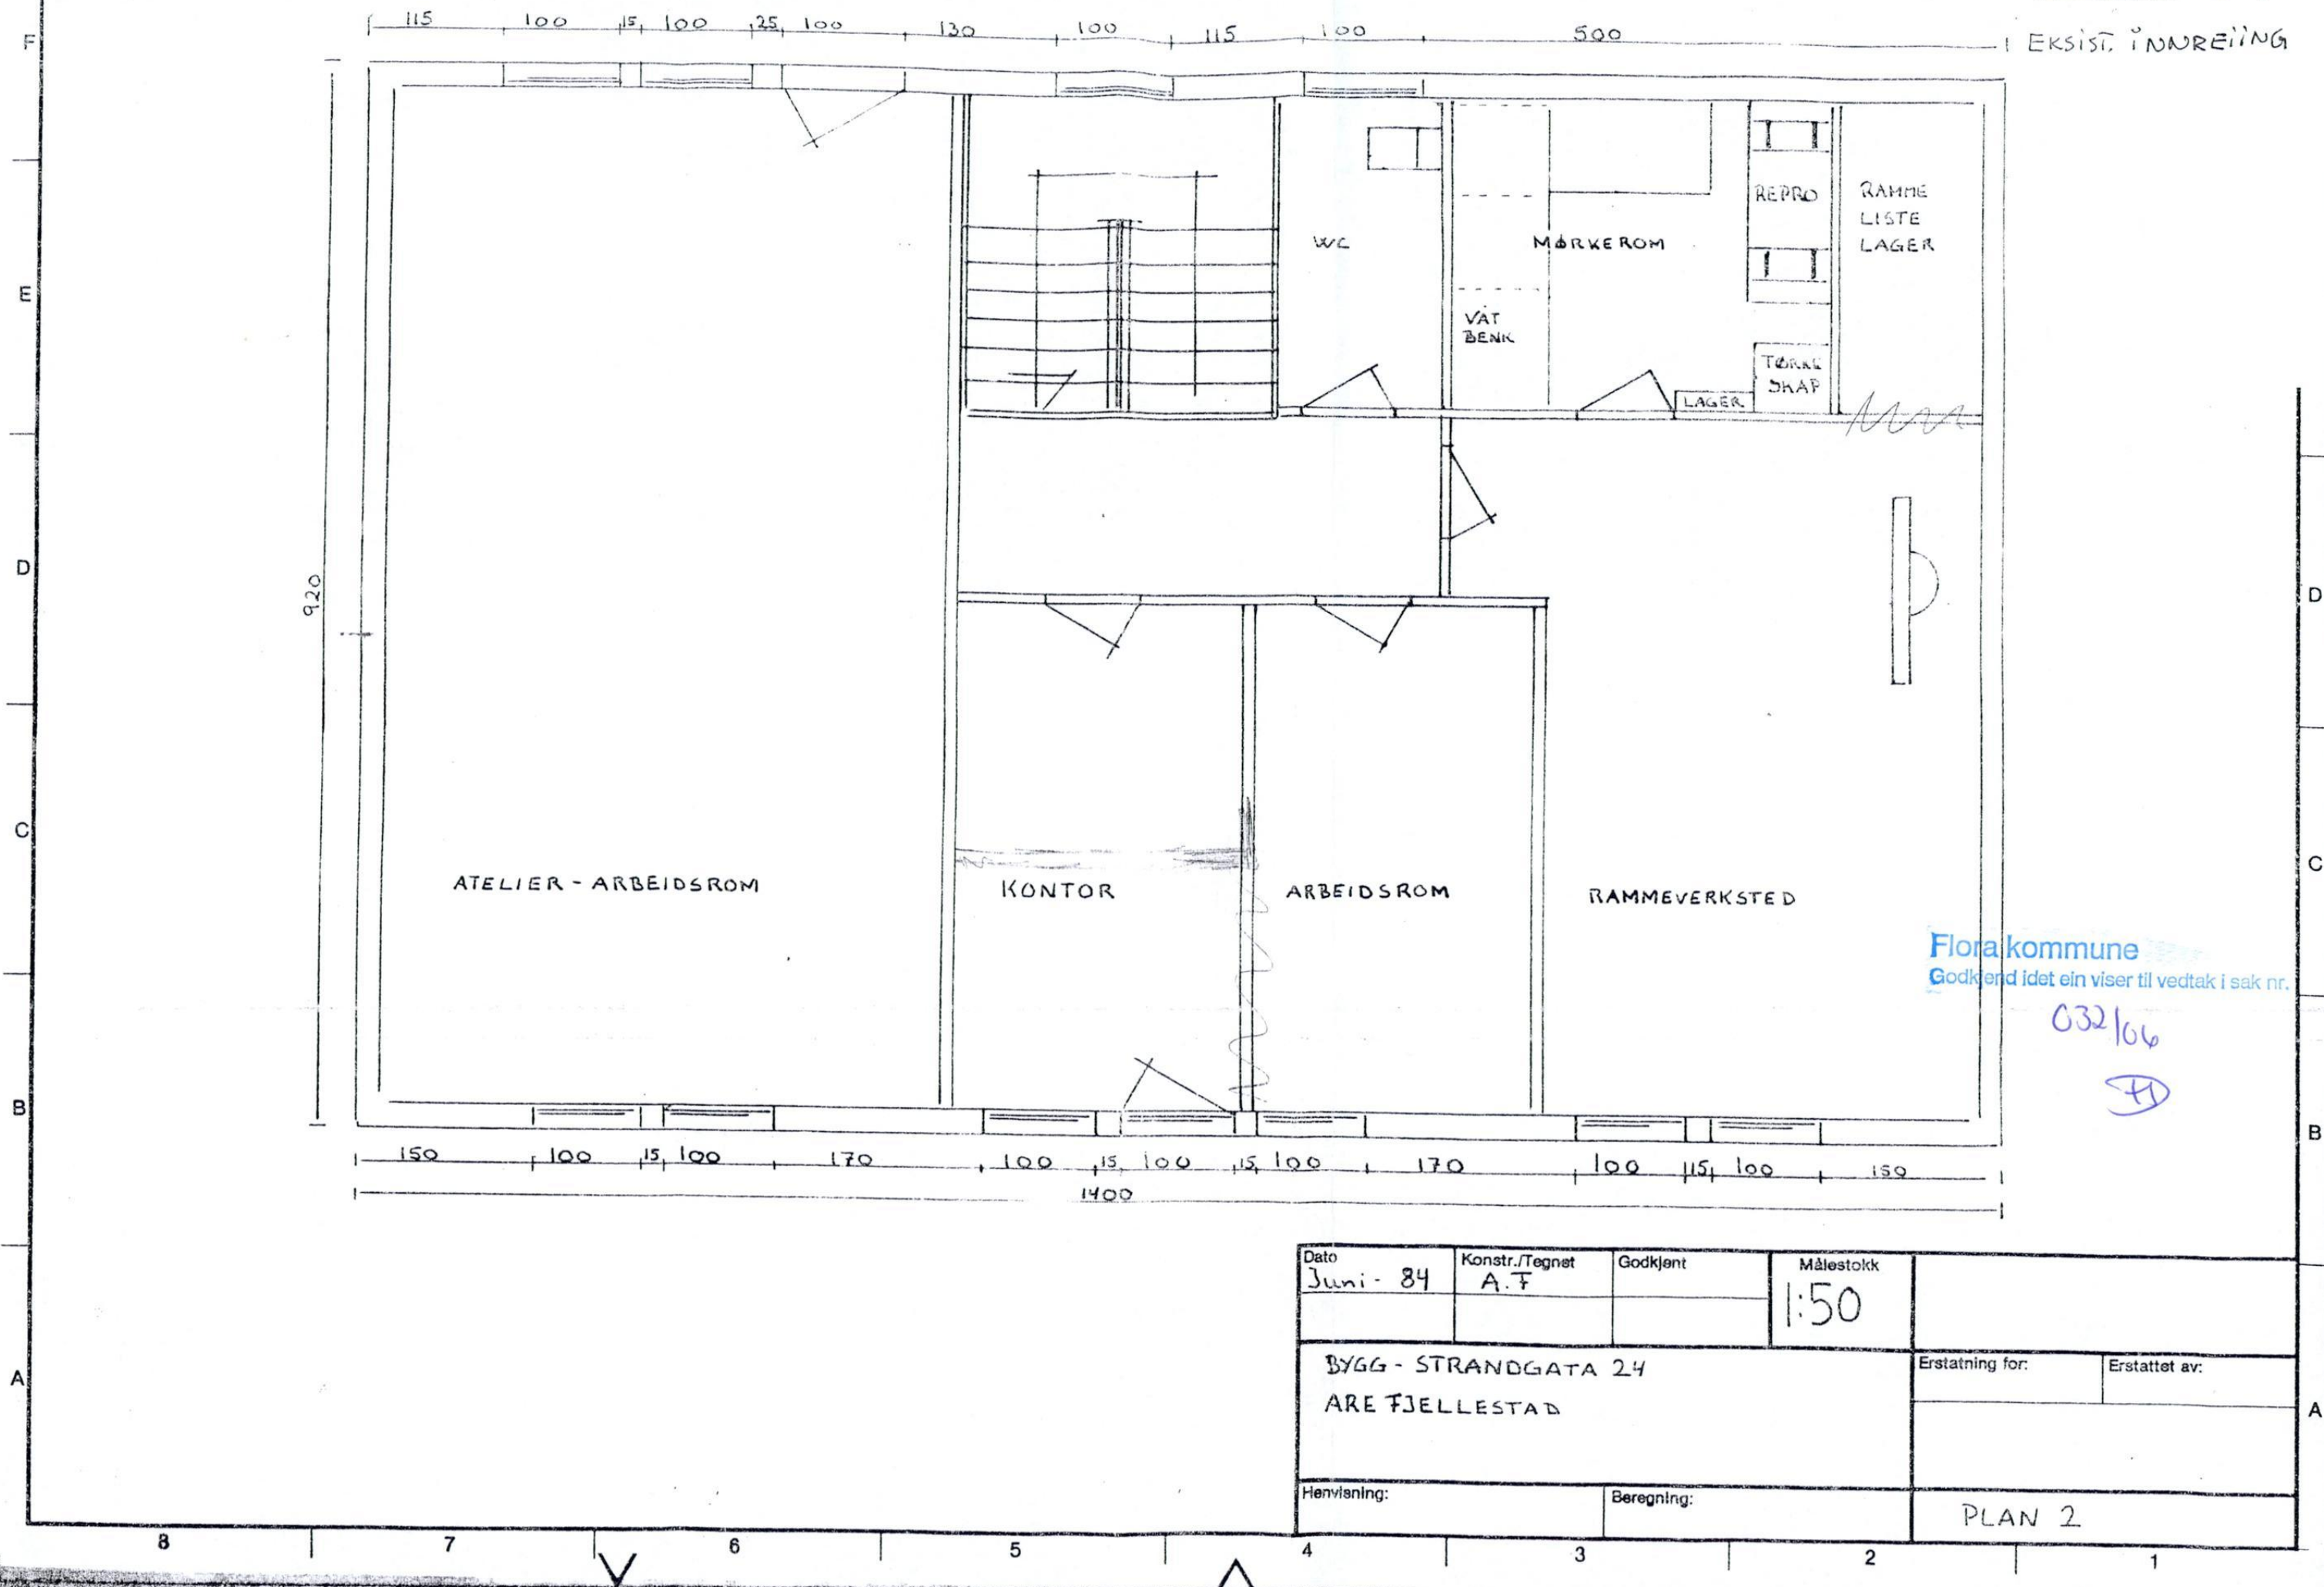 115 100 15 100 25 100 130 100 115 100 500
EKSIST. INNREIING
F
E
D
C
B
A
D
C
B
A
920
WC
MØRKEROM
REPRO
RAMME
LISTE
LAGER
VÅT
BENK
TØRKE
SKAP
LAGER
ATELIER - ARBEIDSROM
KONTOR
ARBEIDSROM
RAMMEVERKSTED
Flora kommune
Godkjend idet ein viser til vedtak i sak nr.
032/06
150 100 15 100 170 100 15 100 15 100 170 100 15 100 150
1400
Dato
Juni - 84
Konstr./Tegnet
A.F
Godkjent
Målestokk
1:50
BYGG - STRANDGATA 24
ARE FJELLESTAD
Erstatning for:
Erstattet av:
Henvisning:
Beregning:
PLAN 2
8 7 6 5 4 3 2 1